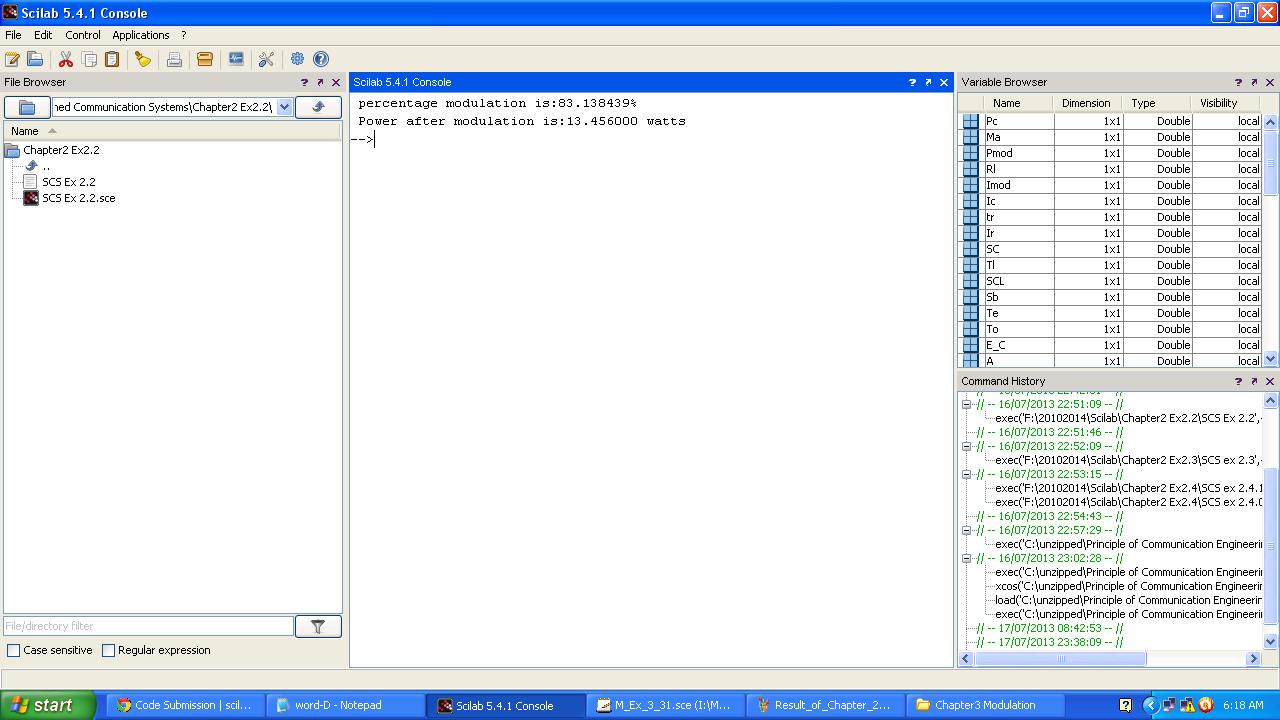 Scilab 5.4.1 Console
File Edit Control Applications ?
File Browser
ned Communication Systems\Chapter2 Ex2.2\
Name
Chapter2 Ex2.2
..
SCS Ex 2.2
SCS Ex 2.2.sce
File/directory filter
Case sensitive Regular expression
Scilab 5.4.1 Console
percentage modulation is:83.138439%
Power after modulation is:13.456000 watts
-->
Variable Browser
Name Dimension Type Visibility
Pc 1x1 Double local
Ma 1x1 Double local
Pmod 1x1 Double local
Rl 1x1 Double local
Imod 1x1 Double local
Ic 1x1 Double local
tr 1x1 Double local
Ir 1x1 Double local
SC 1x1 Double local
Tl 1x1 Double local
SCL 1x1 Double local
Sb 1x1 Double local
Te 1x1 Double local
To 1x1 Double local
E_C 1x1 Double local
A 1x1 Double local
Command History
// -- 16/07/2013 22:51:09 -- //
exec('F:\20102014\Scilab\Chapter2 Ex2.2\SCS Ex 2.2',
// -- 16/07/2013 22:51:46 -- //
// -- 16/07/2013 22:52:09 -- //
exec('F:\20102014\Scilab\Chapter2 Ex2.3\SCS ex 2.3',
// -- 16/07/2013 22:53:15 -- //
exec('F:\20102014\Scilab\Chapter2 Ex2.4\SCS ex 2.4.1
exec('F:\20102014\Scilab\Chapter2 Ex2.4\SCS ex 2.4.
// -- 16/07/2013 22:54:43 -- //
// -- 16/07/2013 22:57:29 -- //
exec('C:\unzipped\Principle of Communication Engineerin
// -- 16/07/2013 23:02:28 -- //
exec('C:\unzipped\Principle of Communication Engineerin
xcos('C:\unzipped\Principle of Communication Engineerin
load('C:\unzipped\Principle of Communication Engineerin
exec('C:\unzipped\Principle of Communication Engineerin
// -- 17/07/2013 08:42:53 -- //
// -- 17/07/2013 23:38:09 -- //
start Code Submission | scil... word-D - Notepad Scilab 5.4.1 Console M_Ex_3_31.sce (I:\M... Result_of_Chapter_2... Chapter3 Modulation ? 6:18 AM